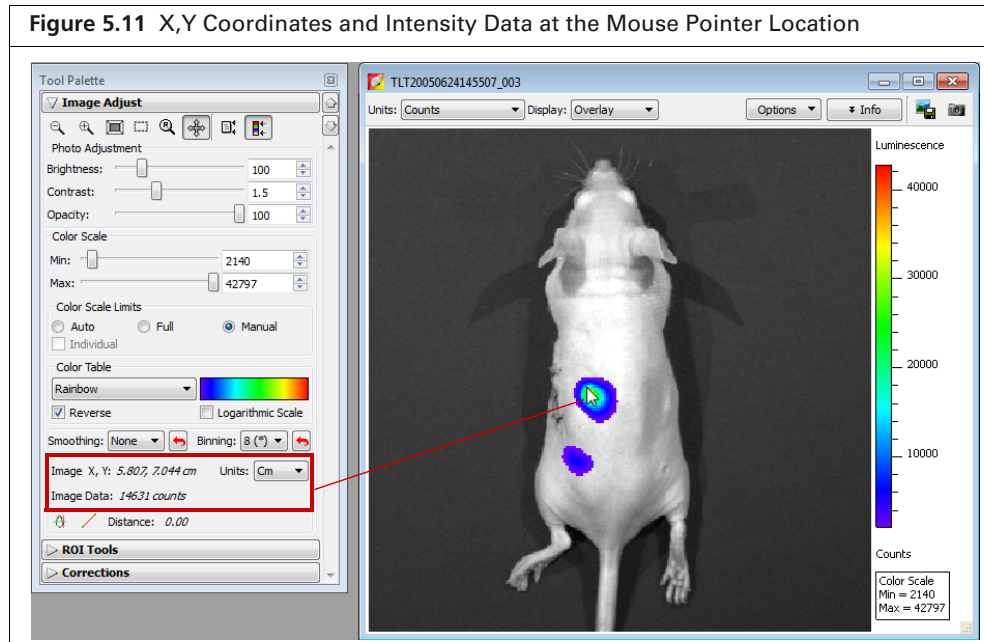 Figure 5.11 X,Y Coordinates and Intensity Data at the Mouse Pointer Location
Tool Palette
Image Adjust
Photo Adjustment
Brightness: 100
Contrast: 1.5
Opacity: 100
Color Scale
Min: 2140
Max: 42797
Color Scale Limits
Auto Full Manual
Individual
Color Table
Rainbow
Reverse Logarithmic Scale
Smoothing: None Binning: 8 (*)
Image X, Y: 5.807, 7.044 cm Units: Cm
Image Data: 14631 counts
Distance: 0.00
ROI Tools
Corrections
TLT20050624145507_003
Units: Counts Display: Overlay Options Info
Luminescence
40000
30000
20000
10000
Counts
Color Scale
Min = 2140
Max = 42797